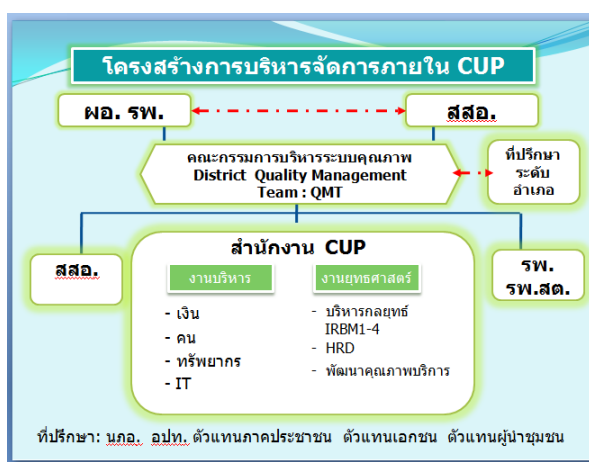 โครงสร้างการบริหารจัดการภายใน CUP
ผอ. รพ.
สสอ.
คณะกรรมการบริหารระบบคุณภาพ
District Quality Management
Team : QMT
ที่ปรึกษา
ระดับ
อำเภอ
สสอ.
สำนักงาน CUP
งานบริหาร
- เงิน
- คน
- ทรัพยากร
- IT
งานยุทธศาสตร์
- บริหารกลยุทธ์
IRBM1-4
- HRD
- พัฒนาคุณภาพบริการ
รพ.
รพ.สต.
ที่ปรึกษา: นภอ. อปท. ตัวแทนภาคประชาชน ตัวแทนเอกชน ตัวแทนผู้นำชุมชน